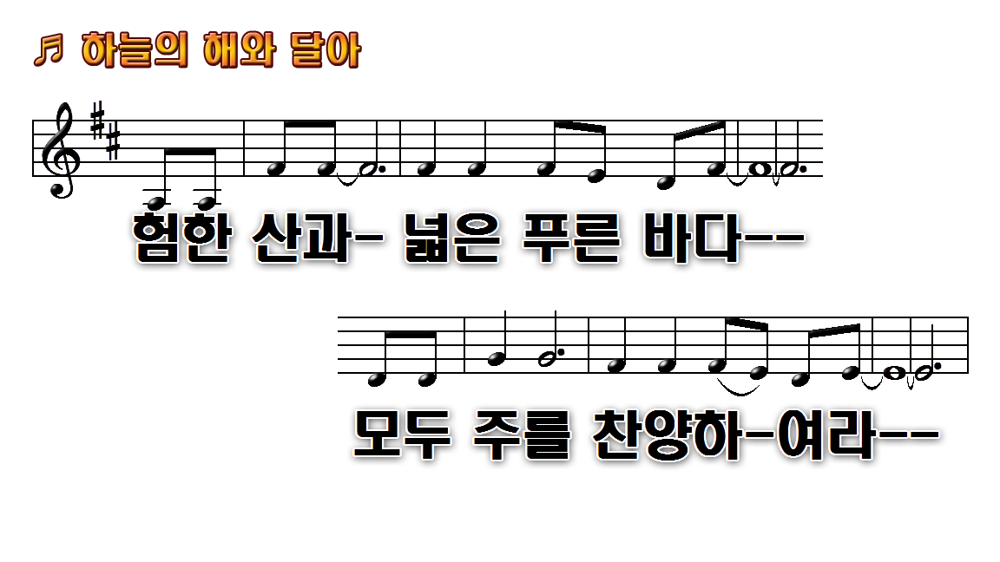 ♬ 하늘의 해와 달아
험한 산과- 넓은 푸른 바다--
모두 주를 찬양하-여라--